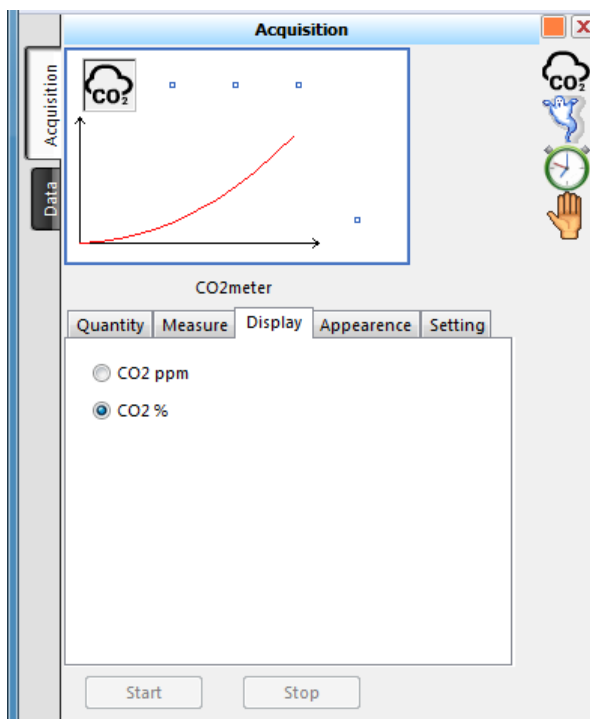 Acquisition
Acquisition
Data
CO2
CO2
CO2meter
Quantity Measure Display Appearence Setting
CO2 ppm
CO2 %
Start Stop